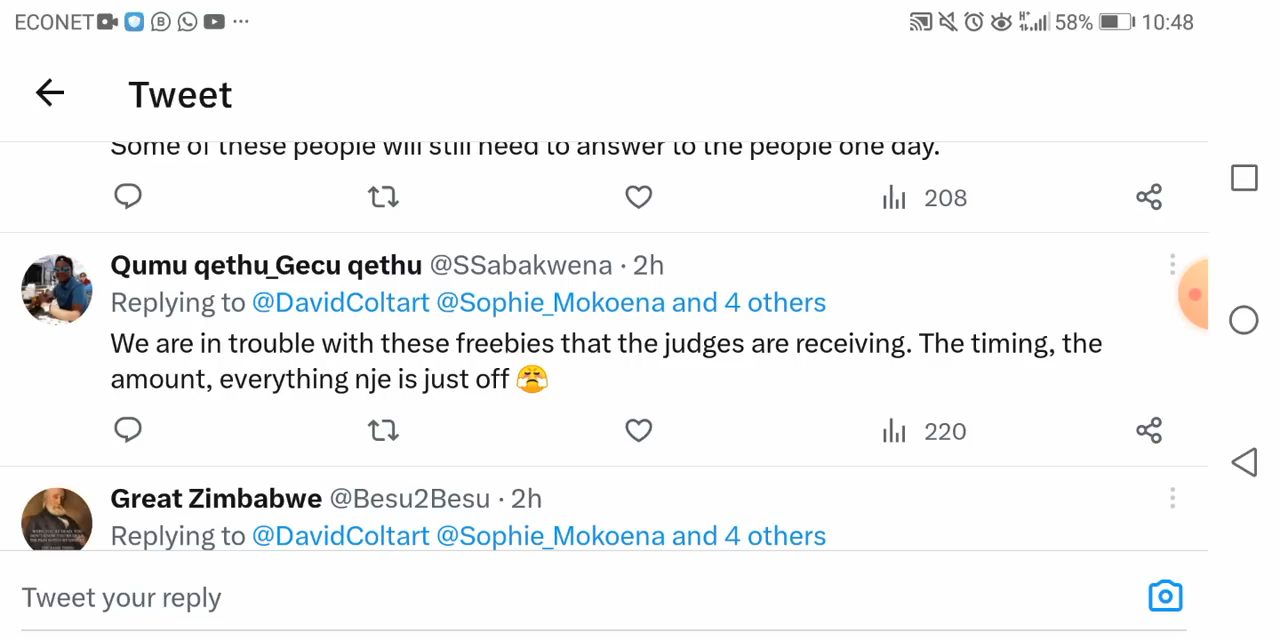 ECONET 58% 10:48
Tweet
Some of these people will still need to answer to the people one day.
208
Qumu qethu_Gecu qethu @SSabakwena · 2h
Replying to @DavidColtart @Sophie_Mokoena and 4 others
We are in trouble with these freebies that the judges are receiving. The timing, the
amount, everything nje is just off 😤
220
Great Zimbabwe @Besu2Besu · 2h
Replying to @DavidColtart @Sophie_Mokoena and 4 others
Tweet your reply